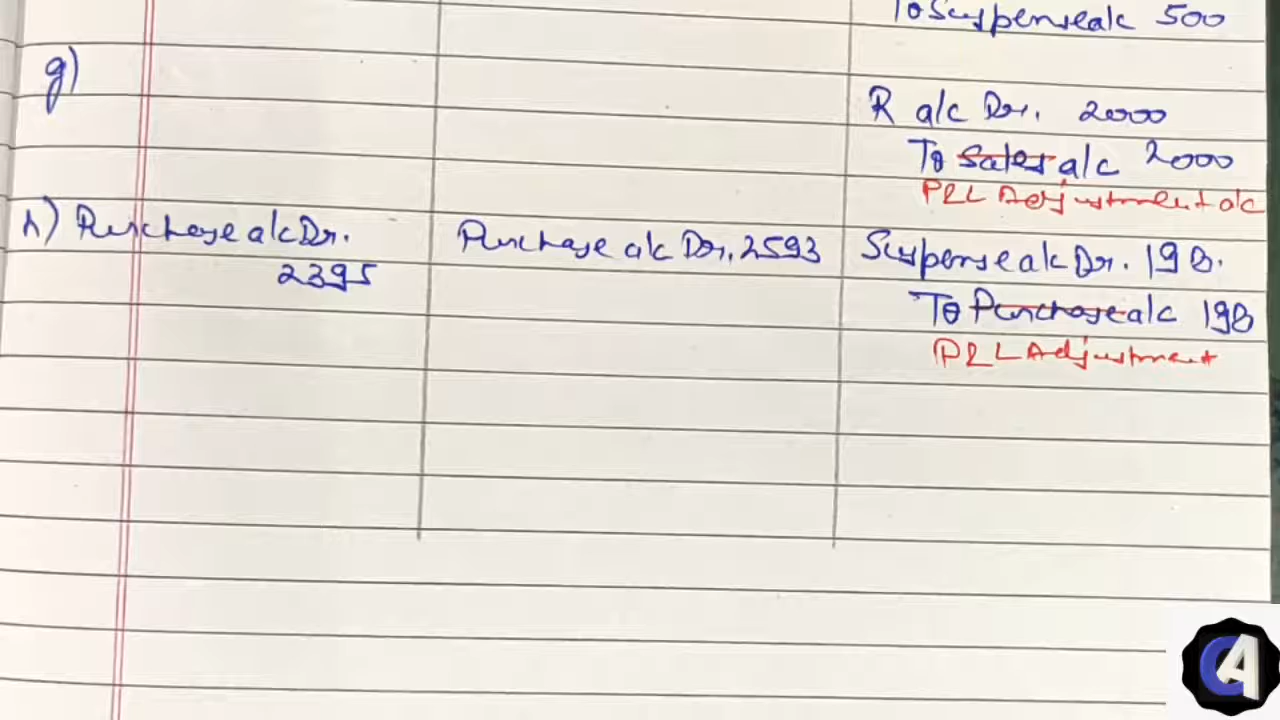 To Suspense a/c 500
g)
R a/c Dr. 2000
To Sales a/c 2000
P&L Adjustment a/c
h) Purchase a/c Dr.
2395
Purchase a/c Dr. 2593
Suspense a/c Dr. 198.
To Purchase a/c 198
P&L Adjustment
CA